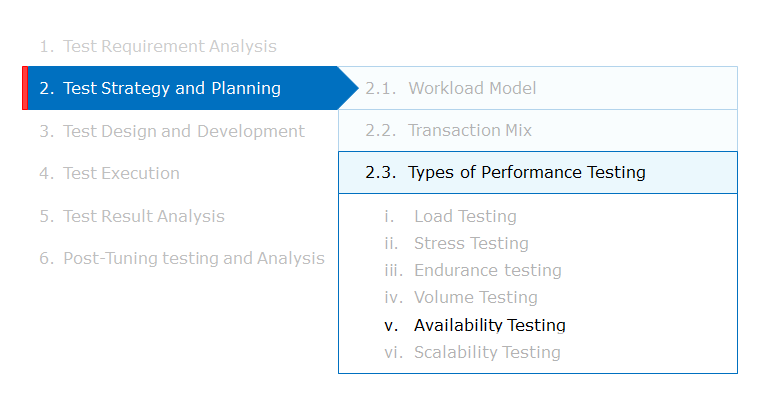 1. Test Requirement Analysis
2. Test Strategy and Planning
3. Test Design and Development
4. Test Execution
5. Test Result Analysis
6. Post-Tuning testing and Analysis
2.1. Workload Model
2.2. Transaction Mix
2.3. Types of Performance Testing
i. Load Testing
ii. Stress Testing
iii. Endurance testing
iv. Volume Testing
v. Availability Testing
vi. Scalability Testing